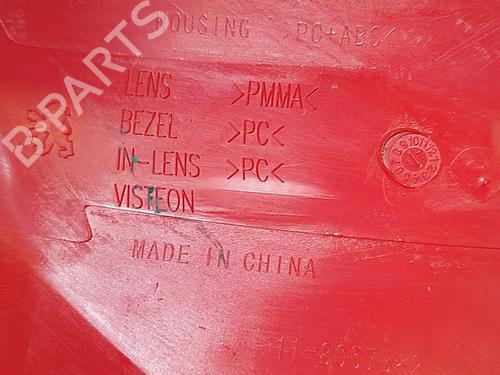 HOUSING >PC+ABS<
LENS >PMMA<
BEZEL >PC<
IN-LENS >PC<
VISTEON
MADE IN CHINA
B-PARTS